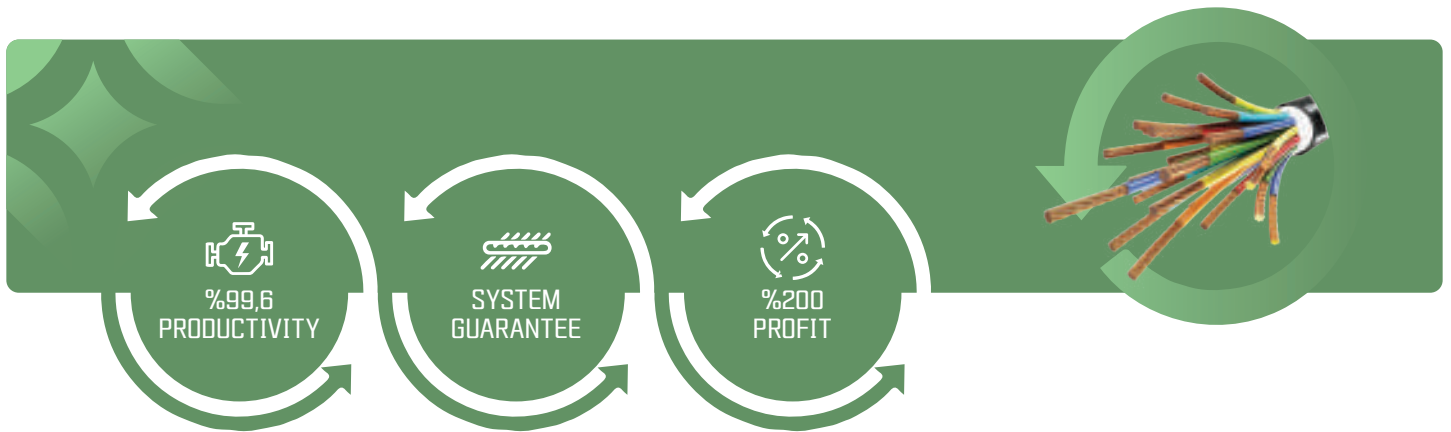 %99,6
PRODUCTIVITY
SYSTEM
GUARANTEE
%200
PROFIT